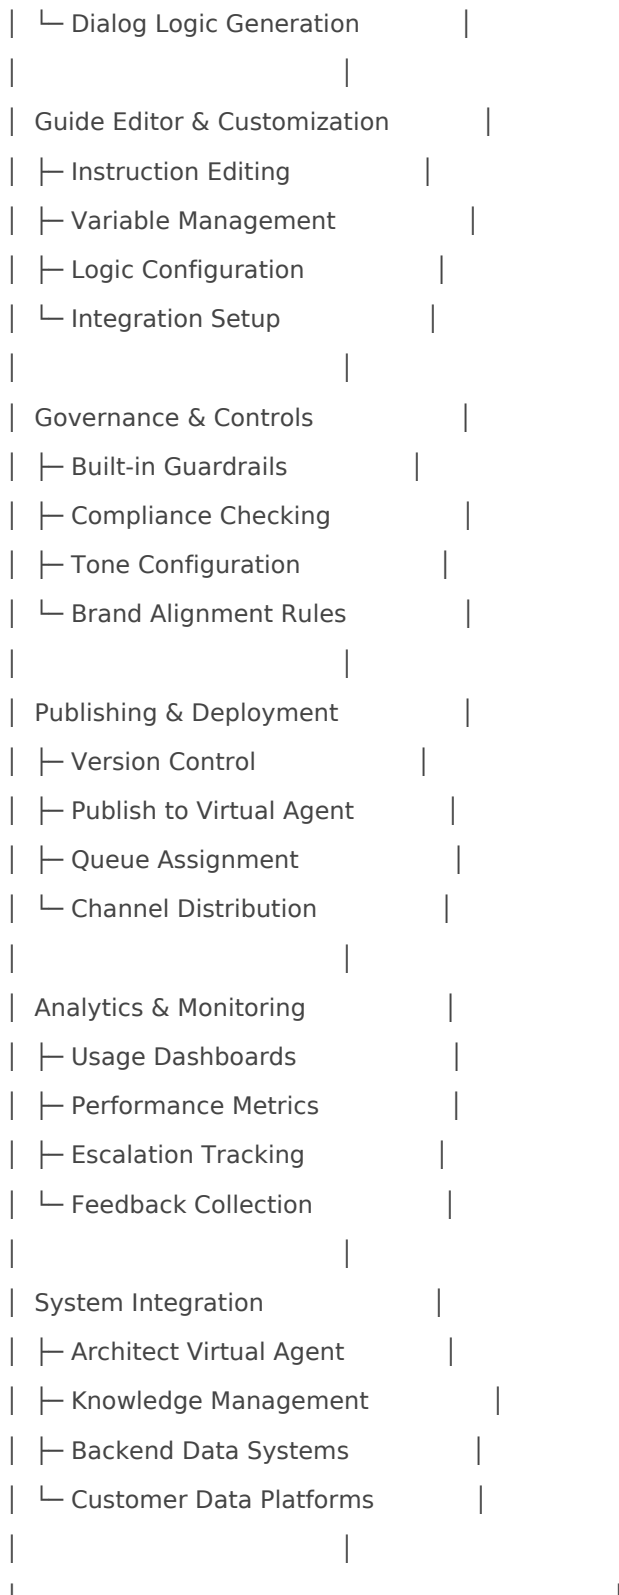 │  └─ Dialog Logic Generation              │
│                                          │
│  Guide Editor & Customization            │
│  ├─ Instruction Editing                  │
│  ├─ Variable Management                  │
│  ├─ Logic Configuration                  │
│  └─ Integration Setup                    │
│                                          │
│  Governance & Controls                   │
│  ├─ Built-in Guardrails                  │
│  ├─ Compliance Checking                  │
│  ├─ Tone Configuration                   │
│  └─ Brand Alignment Rules                │
│                                          │
│  Publishing & Deployment                 │
│  ├─ Version Control                      │
│  ├─ Publish to Virtual Agent             │
│  ├─ Queue Assignment                     │
│  └─ Channel Distribution                 │
│                                          │
│  Analytics & Monitoring                  │
│  ├─ Usage Dashboards                     │
│  ├─ Performance Metrics                  │
│  ├─ Escalation Tracking                  │
│  └─ Feedback Collection                  │
│                                          │
│  System Integration                      │
│  ├─ Architect Virtual Agent              │
│  ├─ Knowledge Management                 │
│  ├─ Backend Data Systems                 │
│  └─ Customer Data Platforms              │
│                                          │